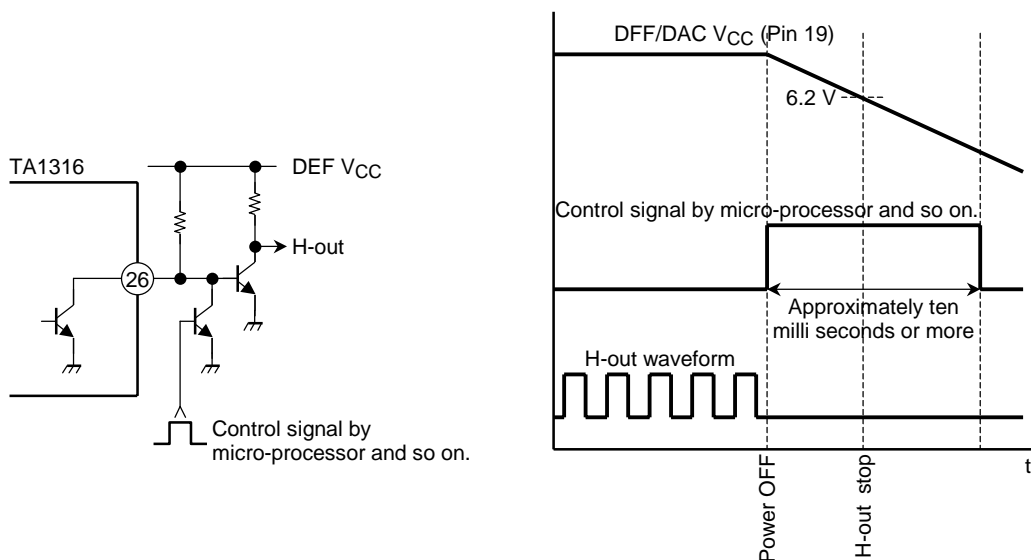 TA1316
DEF VCC
H-out
26
Control signal by
micro-processor and so on.
DFF/DAC VCC (Pin 19)
6.2 V
Control signal by micro-processor and so on.
Approximately ten
milli seconds or more
H-out waveform
t
Power OFF
H-out stop